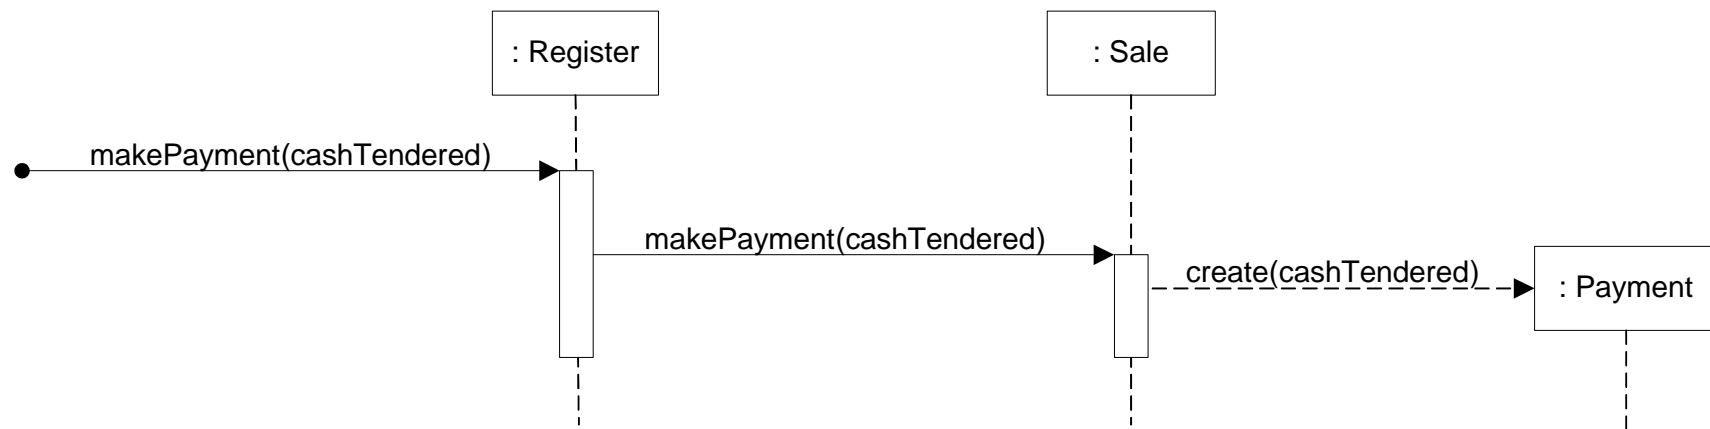 : Register
: Sale
makePayment(cashTendered)
makePayment(cashTendered)
create(cashTendered)
: Payment